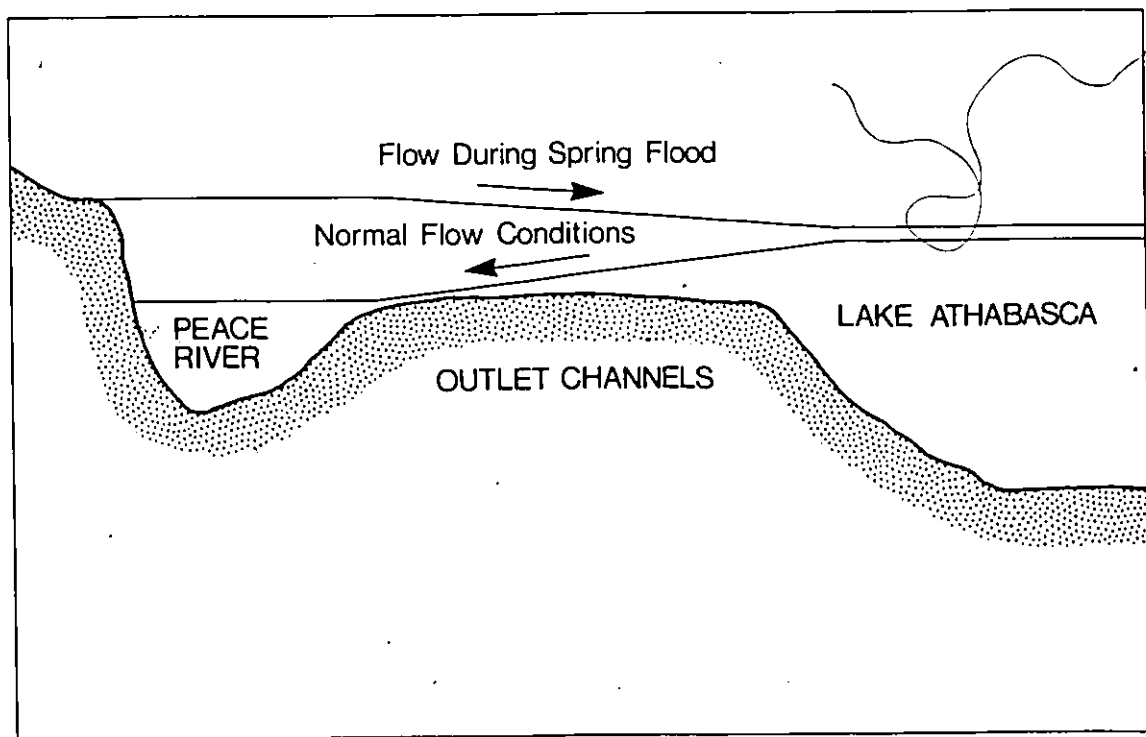 Flow During Spring Flood
Normal Flow Conditions
PEACE
RIVER
LAKE ATHABASCA
OUTLET CHANNELS